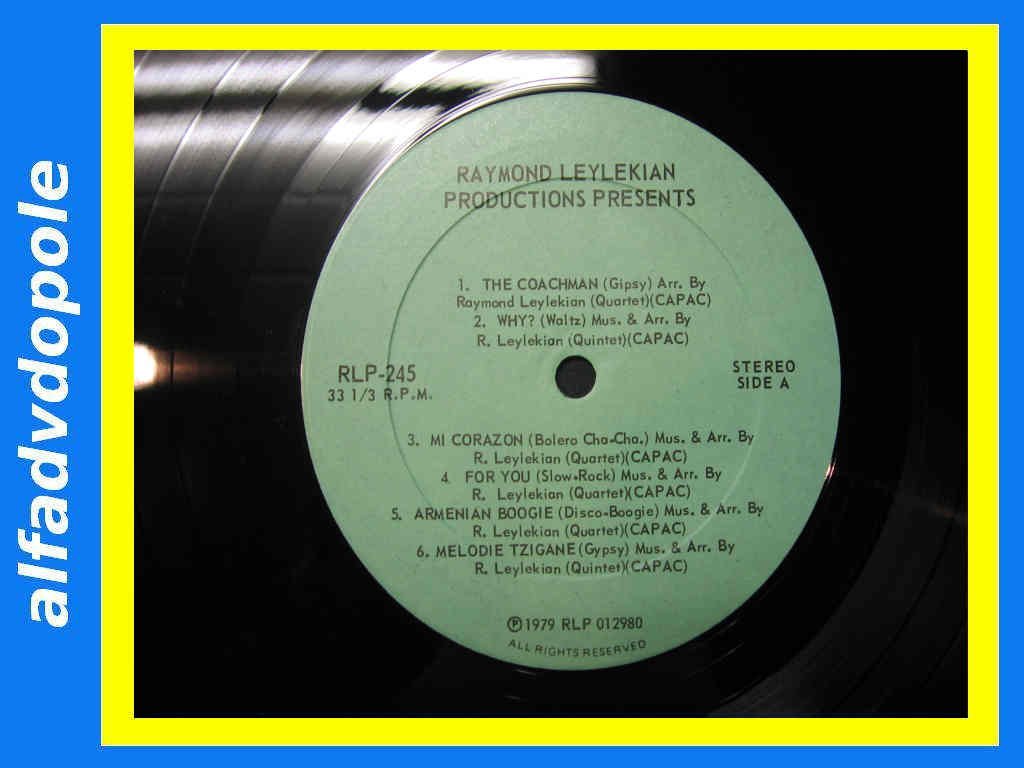 alfadvdopole
RAYMOND LEYLEKIAN
PRODUCTIONS PRESENTS
1. THE COACHMAN (Gipsy) Arr. By
Raymond Leylekian (Quartet)(CAPAC)
2. WHY? (Waltz) Mus. & Arr. By
R. Leylekian (Quintet)(CAPAC)
RLP-245
33 1/3 R.P.M.
STEREO
SIDE A
3. MI CORAZON (Bolero Cha-Cha.) Mus. & Arr. By
R. Leylekian (Quartet)(CAPAC)
4 FOR YOU (Slow-Rock) Mus. & Arr. By
R. Leylekian (Quartet)(CAPAC)
5. ARMENIAN BOOGIE (Disco-Boogie) Mus. & Arr. By
R. Leylekian (Quartet)(CAPAC)
6. MELODIE TZIGANE (Gypsy) Mus. & Arr. By
R. Leylekian (Quintet)(CAPAC)
℗ 1979 RLP 012980
ALL RIGHTS RESERVED